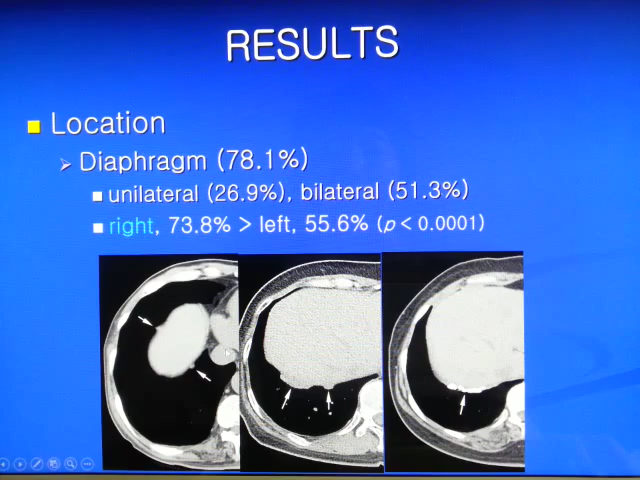 RESULTS
Location
Diaphragm (78.1%)
unilateral (26.9%), bilateral (51.3%)
right, 73.8% > left, 55.6% (p < 0.0001)